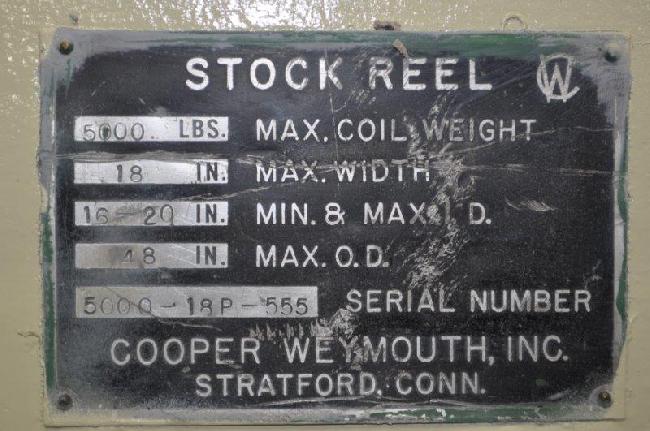 STOCK REEL CW
5000 LBS. MAX. COIL WEIGHT
18 IN. MAX. WIDTH
16-20 IN. MIN. & MAX. I.D.
48 IN. MAX. O.D.
5000-18P-555 SERIAL NUMBER
COOPER WEYMOUTH, INC.
STRATFORD, CONN.